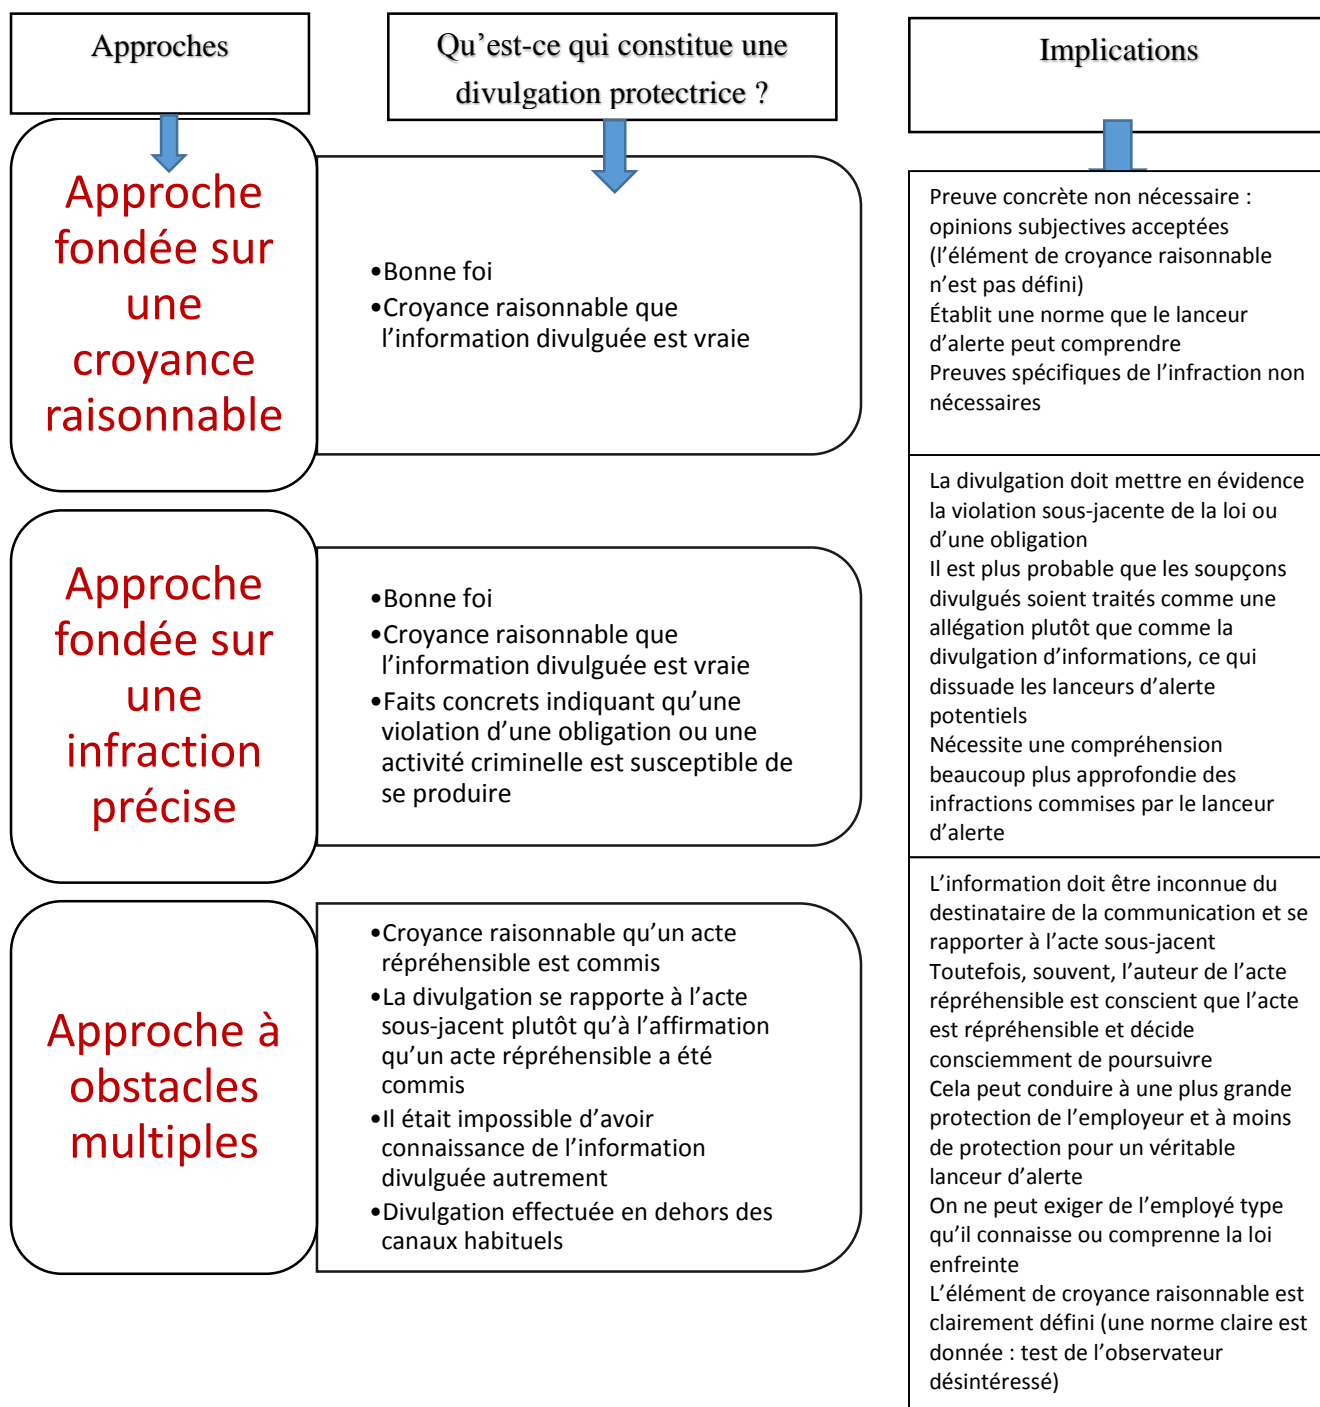 Approches
Qu’est-ce qui constitue une
divulgation protectrice ?
Implications
Approche
fondée sur
une
croyance
raisonnable
•Bonne foi
•Croyance raisonnable que
l’information divulguée est vraie
Preuve concrète non nécessaire :
opinions subjectives acceptées
(l’élément de croyance raisonnable
n’est pas défini)
Établit une norme que le lanceur
d’alerte peut comprendre
Preuves spécifiques de l’infraction non
nécessaires
Approche
fondée sur
une
infraction
précise
•Bonne foi
•Croyance raisonnable que
l’information divulguée est vraie
•Faits concrets indiquant qu’une
violation d’une obligation ou une
activité criminelle est susceptible de
se produire
La divulgation doit mettre en évidence
la violation sous-jacente de la loi ou
d’une obligation
Il est plus probable que les soupçons
divulgués soient traités comme une
allégation plutôt que comme la
divulgation d’informations, ce qui
dissuade les lanceurs d’alerte
potentiels
Nécessite une compréhension
beaucoup plus approfondie des
infractions commises par le lanceur
d’alerte
Approche à
obstacles
multiples
•Croyance raisonnable qu’un acte
répréhensible est commis
•La divulgation se rapporte à l’acte
sous-jacent plutôt qu’à l’affirmation
qu’un acte répréhensible a été
commis
•Il était impossible d’avoir
connaissance de l’information
divulguée autrement
•Divulgation effectuée en dehors des
canaux habituels
L’information doit être inconnue du
destinataire de la communication et se
rapporter à l’acte sous-jacent
Toutefois, souvent, l’auteur de l’acte
répréhensible est conscient que l’acte
est répréhensible et décide
consciemment de poursuivre
Cela peut conduire à une plus grande
protection de l’employeur et à moins
de protection pour un véritable
lanceur d’alerte
On ne peut exiger de l’employé type
qu’il connaisse ou comprenne la loi
enfreinte
L’élément de croyance raisonnable est
clairement défini (une norme claire est
donnée : test de l’observateur
désintéressé)